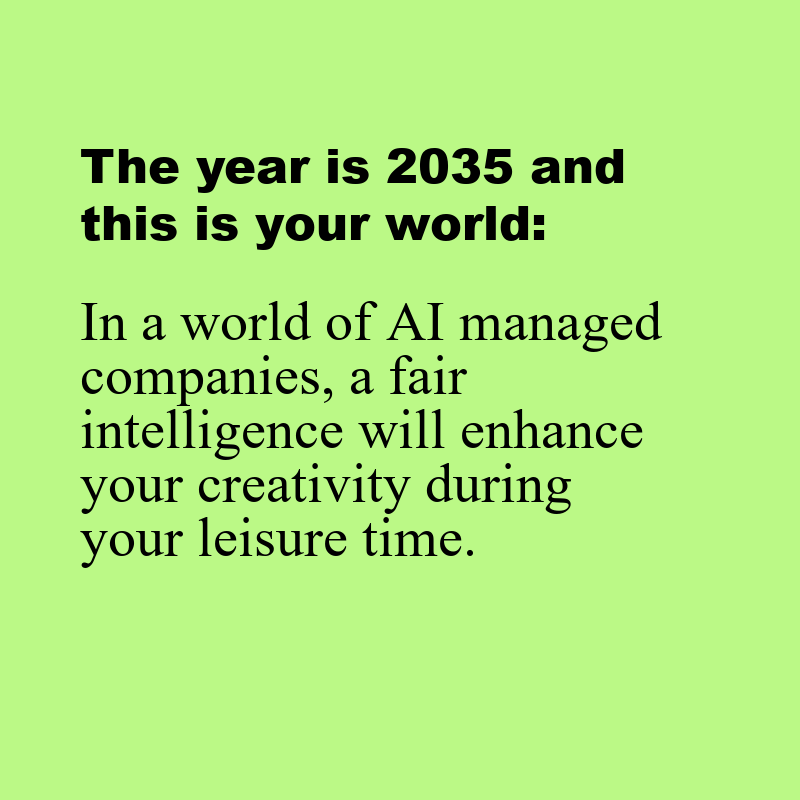 The year is 2035 and
this is your world:
In a world of AI managed
companies, a fair
intelligence will enhance
your creativity during
your leisure time.